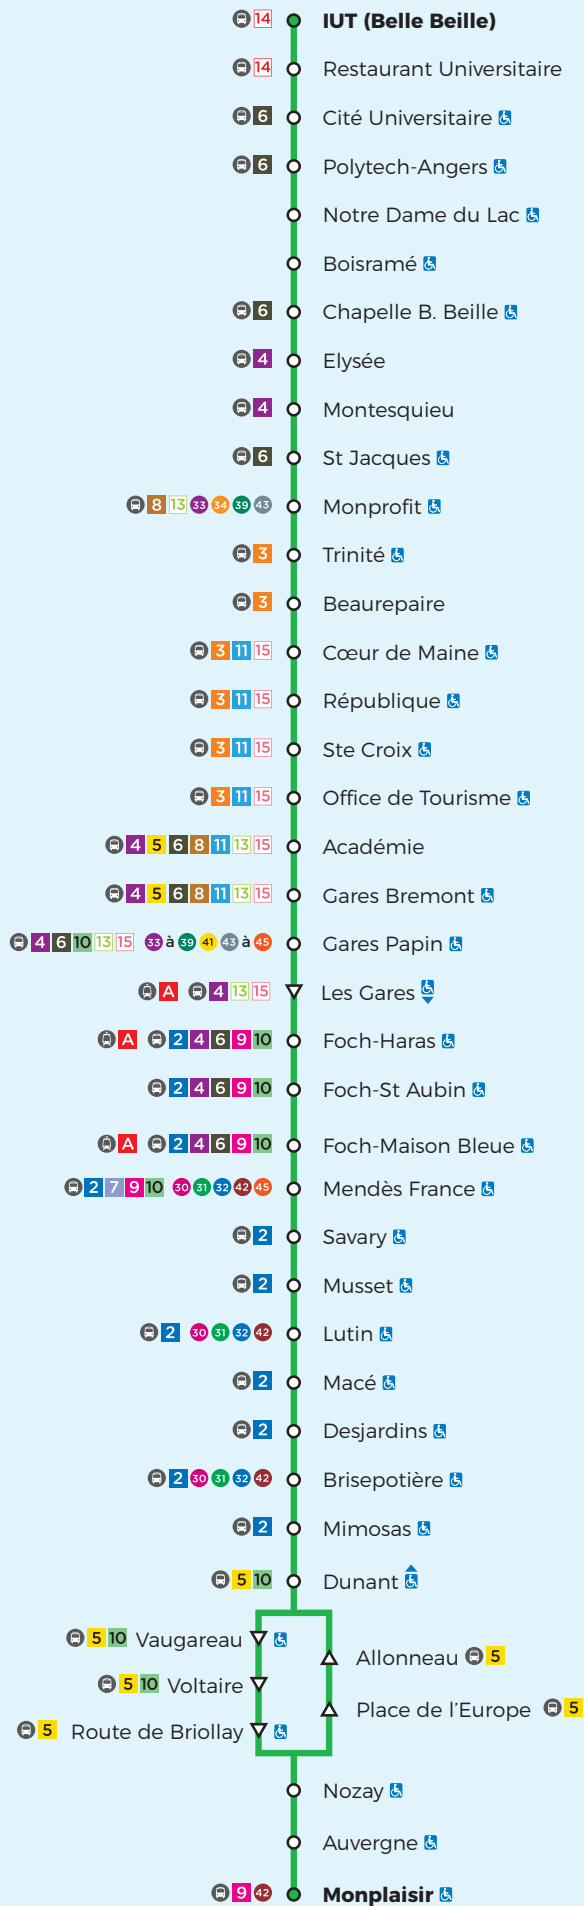 14 IUT (Belle Beille)
14 Restaurant Universitaire
6 Cité Universitaire
6 Polytech-Angers
Notre Dame du Lac
Boisramé
6 Chapelle B. Beille
4 Elysée
4 Montesquieu
6 St Jacques
8 13 33 34 39 43 Monprofit
3 Trinité
3 Beaurepaire
3 11 15 Cœur de Maine
3 11 15 République
3 11 15 Ste Croix
3 11 15 Office de Tourisme
4 5 6 8 11 13 15 Académie
4 5 6 8 11 13 15 Gares Bremont
4 6 10 13 15 33 à 39 41 43 à 45 Gares Papin
A 4 13 15 Les Gares
A 2 4 6 9 10 Foch-Haras
2 4 6 9 10 Foch-St Aubin
A 2 4 6 9 10 Foch-Maison Bleue
2 7 9 10 30 31 32 42 45 Mendès France
2 Savary
2 Musset
2 30 31 32 42 Lutin
2 Macé
2 Desjardins
2 30 31 32 42 Brisepotière
2 Mimosas
5 10 Dunant
5 10 Vaugareau
Allonneau 5
5 10 Voltaire
Place de l'Europe 5
5 Route de Briollay
Nozay
Auvergne
9 42 Monplaisir